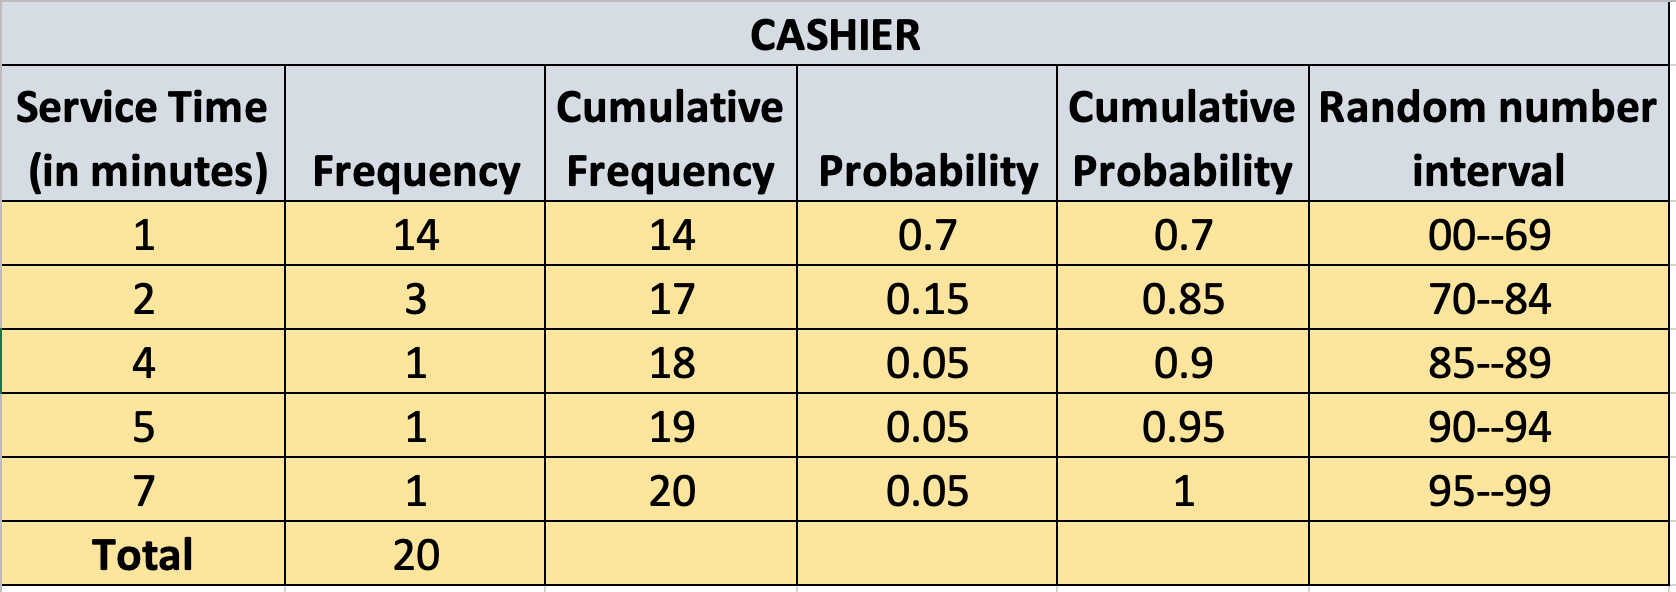 CASHIER
Service Time (in minutes) Frequency Cumulative Frequency Probability Cumulative Probability Random number interval
1 14 14 0.7 0.7 00--69
2 3 17 0.15 0.85 70--84
4 1 18 0.05 0.9 85--89
5 1 19 0.05 0.95 90--94
7 1 20 0.05 1 95--99
Total 20